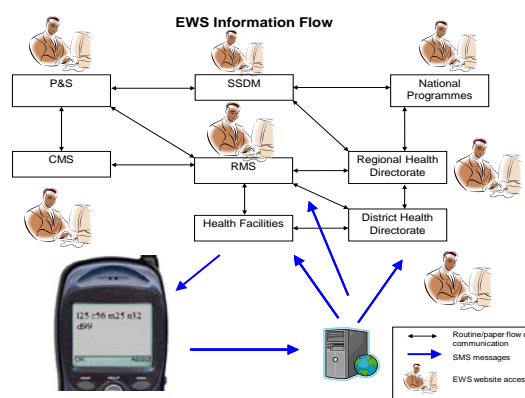 EWS Information Flow
P&S
SSDM
National
Programmes
CMS
RMS
Regional Health
Directorate
Health Facilities
District Health
Directorate
l25 c56 m25 n32
d99
OK
HELP
Routine/paper flow o
communication
SMS messages
EWS website acces